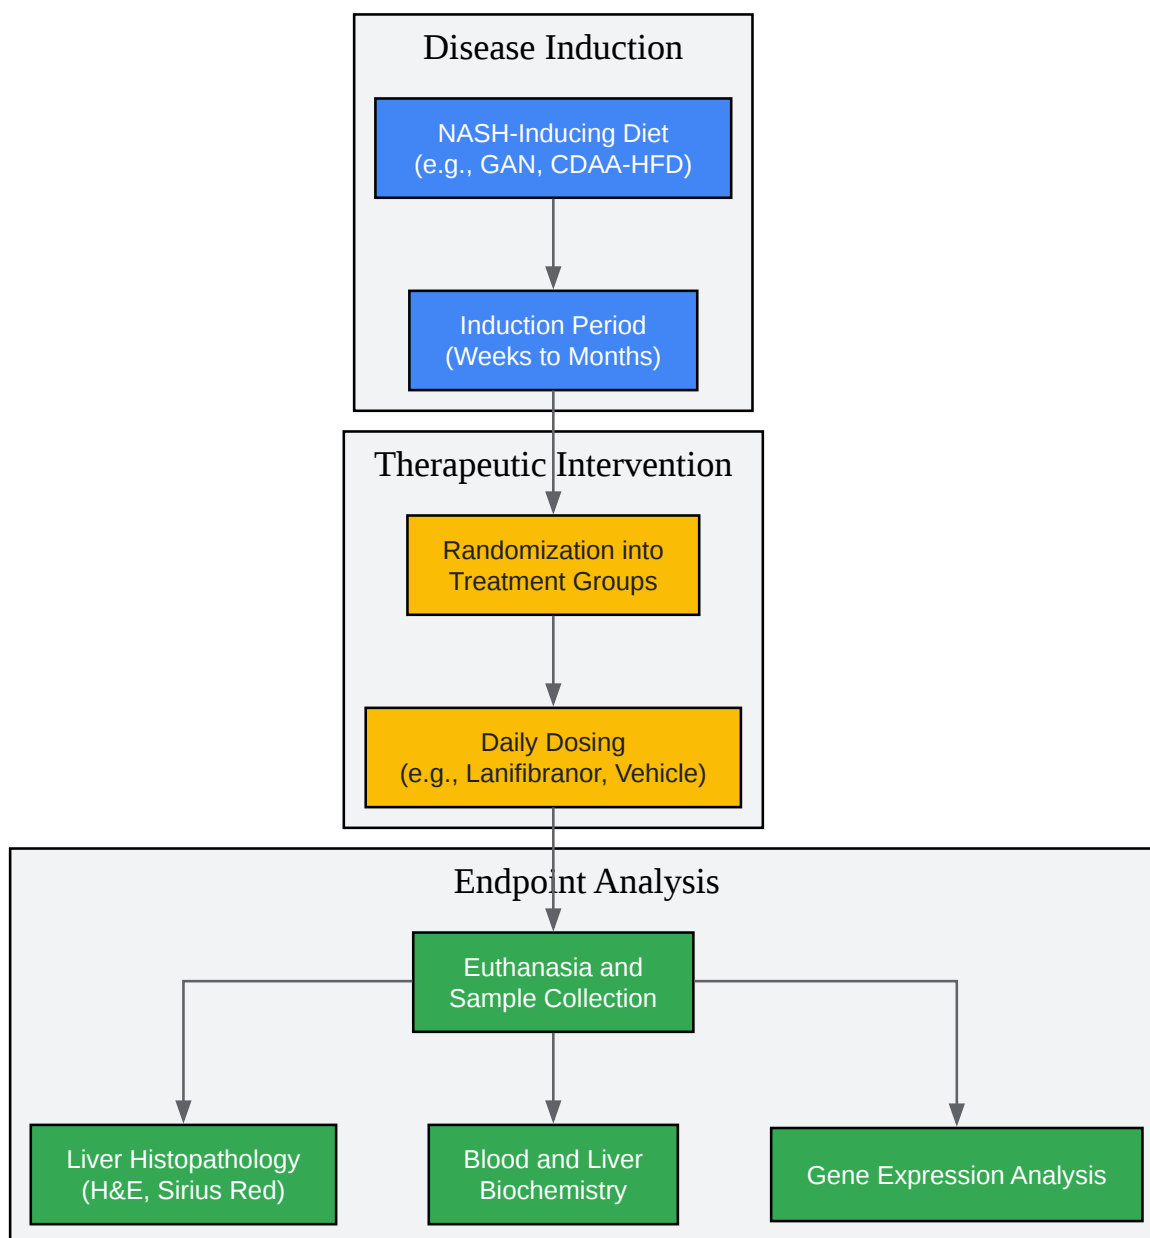 Disease Induction
NASH-Inducing Diet
(e.g., GAN, CDAA-HFD)
Induction Period
(Weeks to Months)
Therapeutic Intervention
Randomization into
Treatment Groups
Daily Dosing
(e.g., Lanifibranor, Vehicle)
Endpoint Analysis
Euthanasia and
Sample Collection
Liver Histopathology
(H&E, Sirius Red)
Blood and Liver
Biochemistry
Gene Expression Analysis